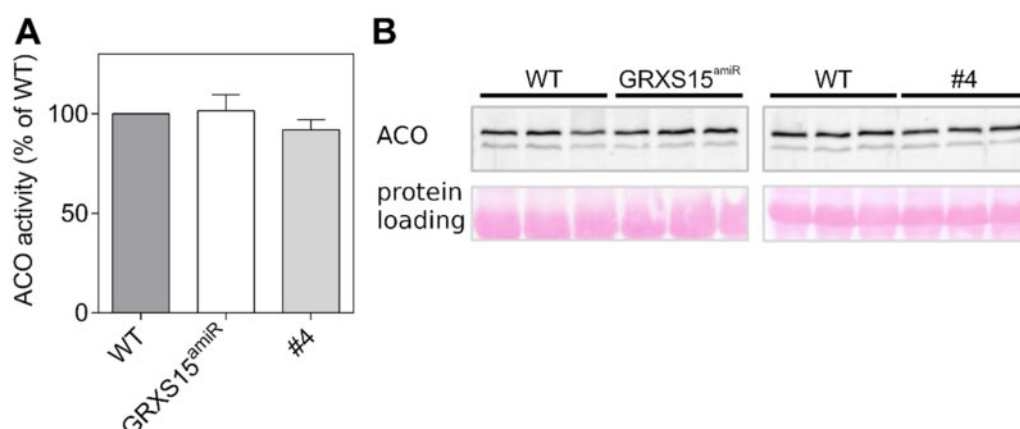 A
ACO activity (% of WT)
100
50
0
WT
GRXS15amiR
#4
B
WT
GRXS15amiR
WT
#4
ACO
protein
loading